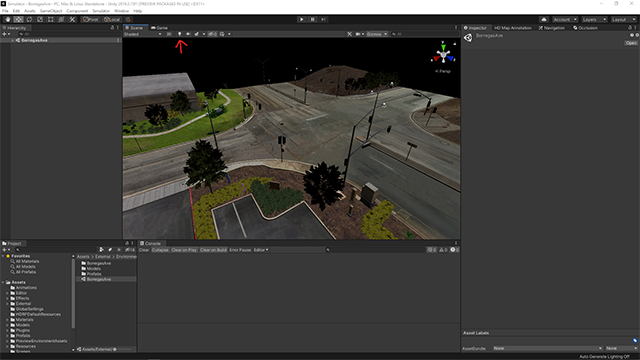 Simulator - BorregasAve - PC, Mac & Linux Standalone - Unity 2019.3.
[PREVIEW PACKAGES IN USE] <DX11>
File Edit Assets GameObject Component Simulator Window Help
Pivot Local
Account Layers Layout
Hierarchy
Scene Game
Inspector HD Map Annotation Navigation Occlusion
All
Shaded 2D Gizmos All
BorregasAve
BorregasAve
Open
Persp
Project
Console
Clear Collapse Clear on Play Clear on Build Error Pause Editor
Favorites
All Materials
All Models
All Prefabs
Assets
Animations
Editor
Effects
External
GlobalSettings
HDRPDefaultResources
Materials
Models
Plugins
Prefabs
PreviewEnvironmentAssets
Resources
Scenes
Assets > External > Environme
BorregasAve
Models
Prefabs
BorregasAve
Assets/External/
Asset Labels
AssetBundle None None
Auto Generate Lighting Off